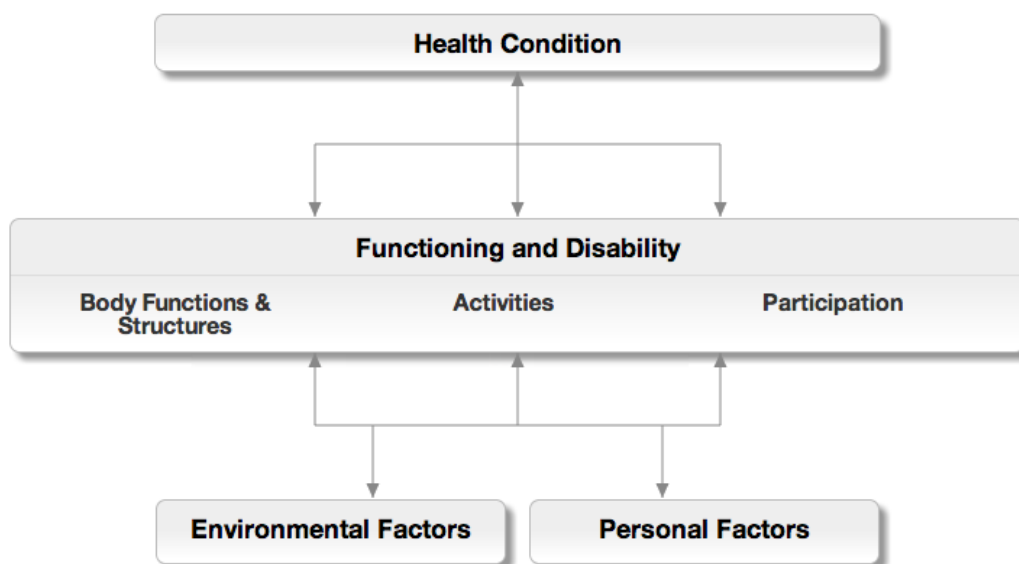 Health Condition
Functioning and Disability
Body Functions &
Structures
Activities
Participation
Environmental Factors
Personal Factors